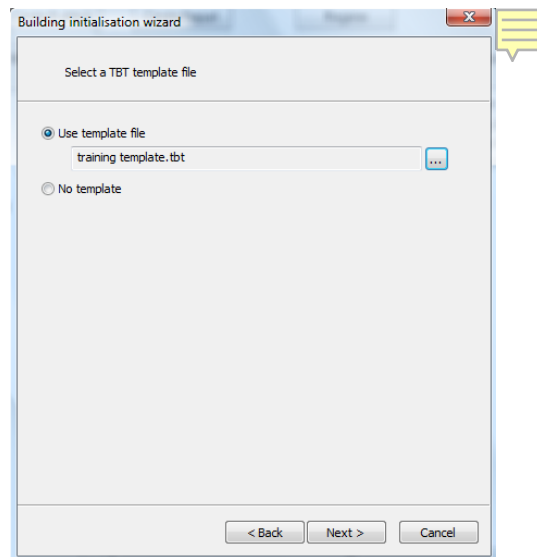 Building initialisation wizard
Select a TBT template file
Use template file
training template.tbt
...
No template
< Back
Next >
Cancel